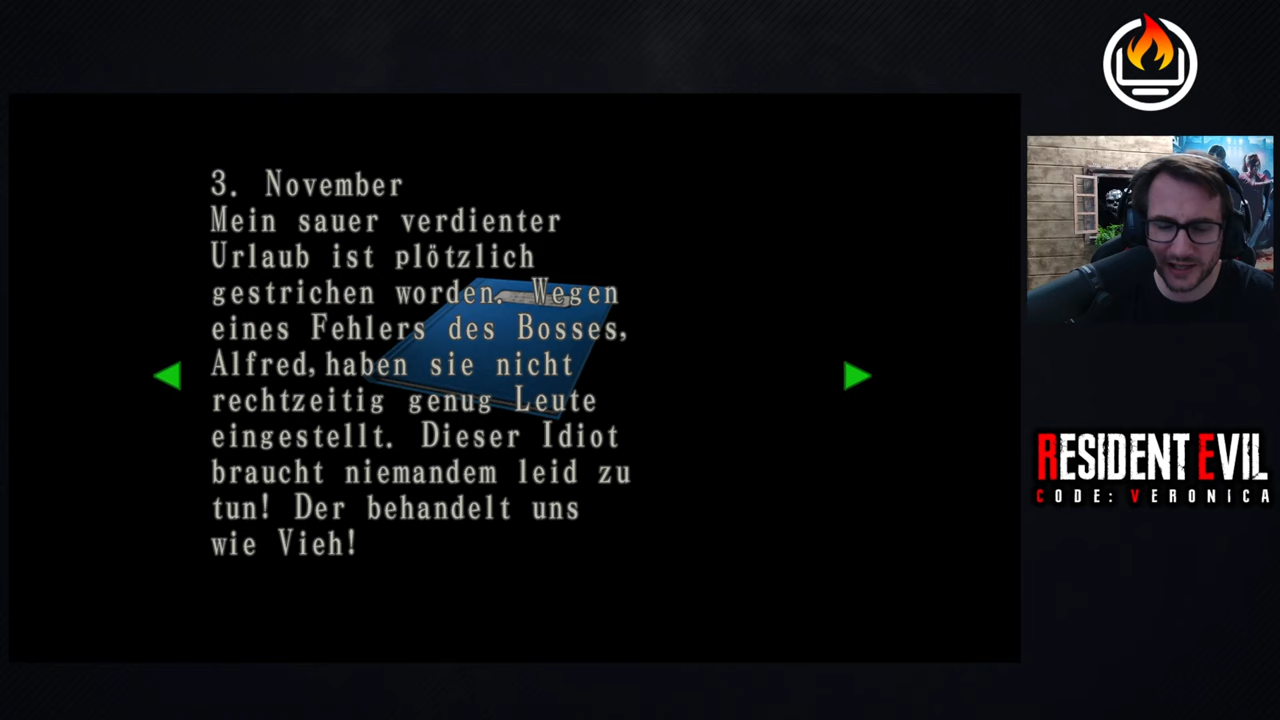 3. November
Mein sauer verdienter
Urlaub ist plötzlich
gestrichen worden. Wegen
eines Fehlers des Bosses,
Alfred, haben sie nicht
rechtzeitig genug Leute
eingestellt. Dieser Idiot
braucht niemandem leid zu
tun! Der behandelt uns
wie Vieh!
RESIDENT EVIL
CODE: VERONICA